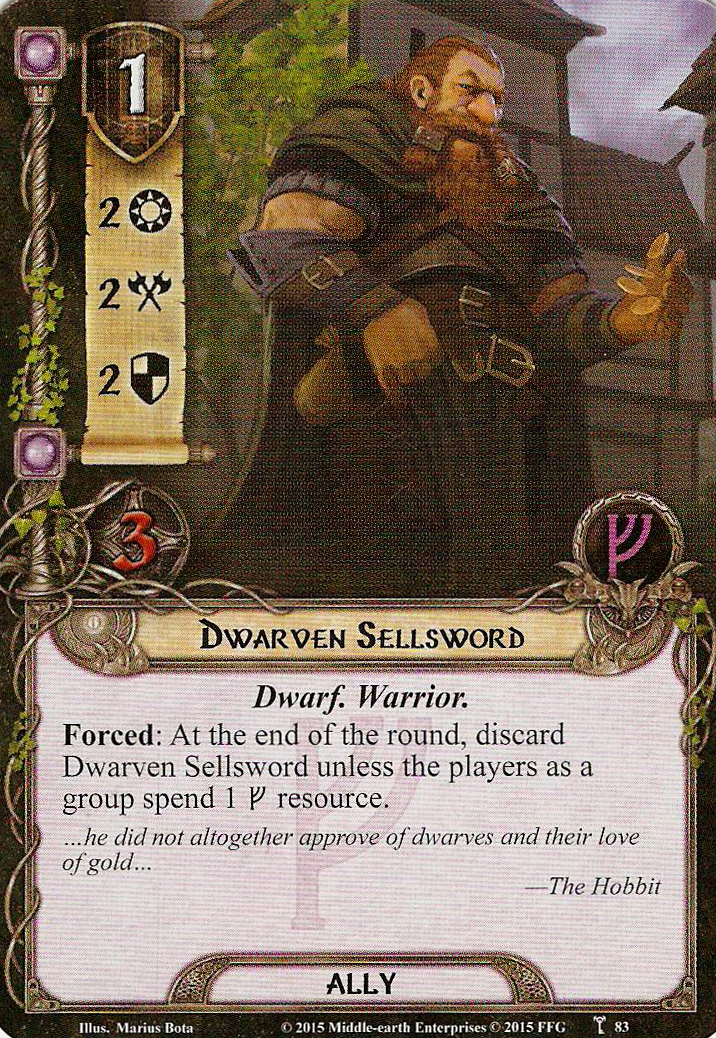 1
2
2
2
3
Dwarven Sellsword
Dwarf. Warrior.
Forced: At the end of the round, discard
Dwarven Sellsword unless the players as a
group spend 1 resource.
...he did not altogether approve of dwarves and their love
of gold...
—The Hobbit
ALLY
Illus. Marius Bota © 2015 Middle-earth Enterprises © 2015 FFG 83